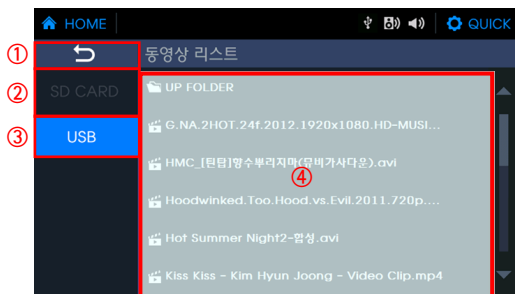 HOME
QUICK
①
동영상 리스트
②
SD CARD
UP FOLDER
③
USB
G.NA.2HOT.24f.2012.1920x1080.HD-MUSI...
HMC_[틴탑]향수뿌리지마(뮤비가사다운).avi
④
Hoodwinked.Too.Hood.vs.Evil.2011.720p....
Hot Summer Night2-합성.avi
Kiss Kiss - Kim Hyun Joong - Video Clip.mp4